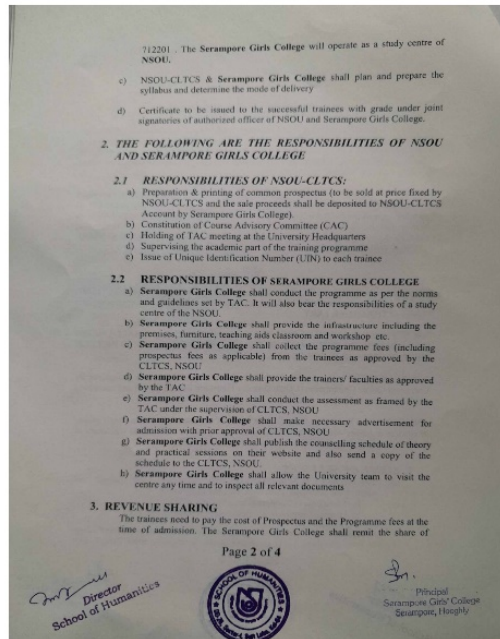 712201 . The Serampore Girls College will operate as a study centre of
NSOU.
c) NSOU-CLTCS & Serampore Girls College shall plan and prepare the
syllabus and determine the mode of delivery
d) Certificate to be issued to the successful trainees with grade under joint
signatories of authorized officer of NSOU and Serampore Girls College.
2. THE FOLLOWING ARE THE RESPONSIBILITIES OF NSOU
AND SERAMPORE GIRLS COLLEGE
2.1 RESPONSIBILITIES OF NSOU-CLTCS:
a) Preparation & printing of common prospectus (to be sold at price fixed by
NSOU-CLTCS and the sale proceeds shall be deposited to NSOU-CLTCS
Account by Serampore Girls College).
b) Constitution of Course Advisory Committee (CAC)
c) Holding of TAC meeting at the University Headquarters
d) Supervising the academic part of the training programme
e) Issue of Unique Identification Number (UIN) to each trainee
2.2 RESPONSIBILITIES OF SERAMPORE GIRLS COLLEGE
a) Serampore Girls College shall conduct the programme as per the norms
and guidelines set by TAC. It will also bear the responsibilities of a study
centre of the NSOU.
b) Serampore Girls College shall provide the infrastructure including the
premises, furniture, teaching aids classroom and workshop etc.
c) Serampore Girls College shall collect the programme fees (including
prospectus fees as applicable) from the trainees as approved by the
CLTCS, NSOU
d) Serampore Girls College shall provide the trainers/ faculties as approved
by the TAC
e) Serampore Girls College shall conduct the assessment as framed by the
TAC under the supervision of CLTCS, NSOU
f) Serampore Girls College shall make necessary advertisement for
admission with prior approval of CLTCS, NSOU
g) Serampore Girls College shall publish the counselling schedule of theory
and practical sessions on their website and also send a copy of the
schedule to the CLTCS, NSOU.
h) Serampore Girls College shall allow the University team to visit the
centre any time and to inspect all relevant documents
3. REVENUE SHARING
The trainees need to pay the cost of Prospectus and the Programme fees at the
time of admission. The Serampore Girls College shall remit the share of
Page 2 of 4
Director
School of Humanities
SCHOOL OF HUMANITIES
Principal
Serampore Girls' College
Serampore, Hooghly